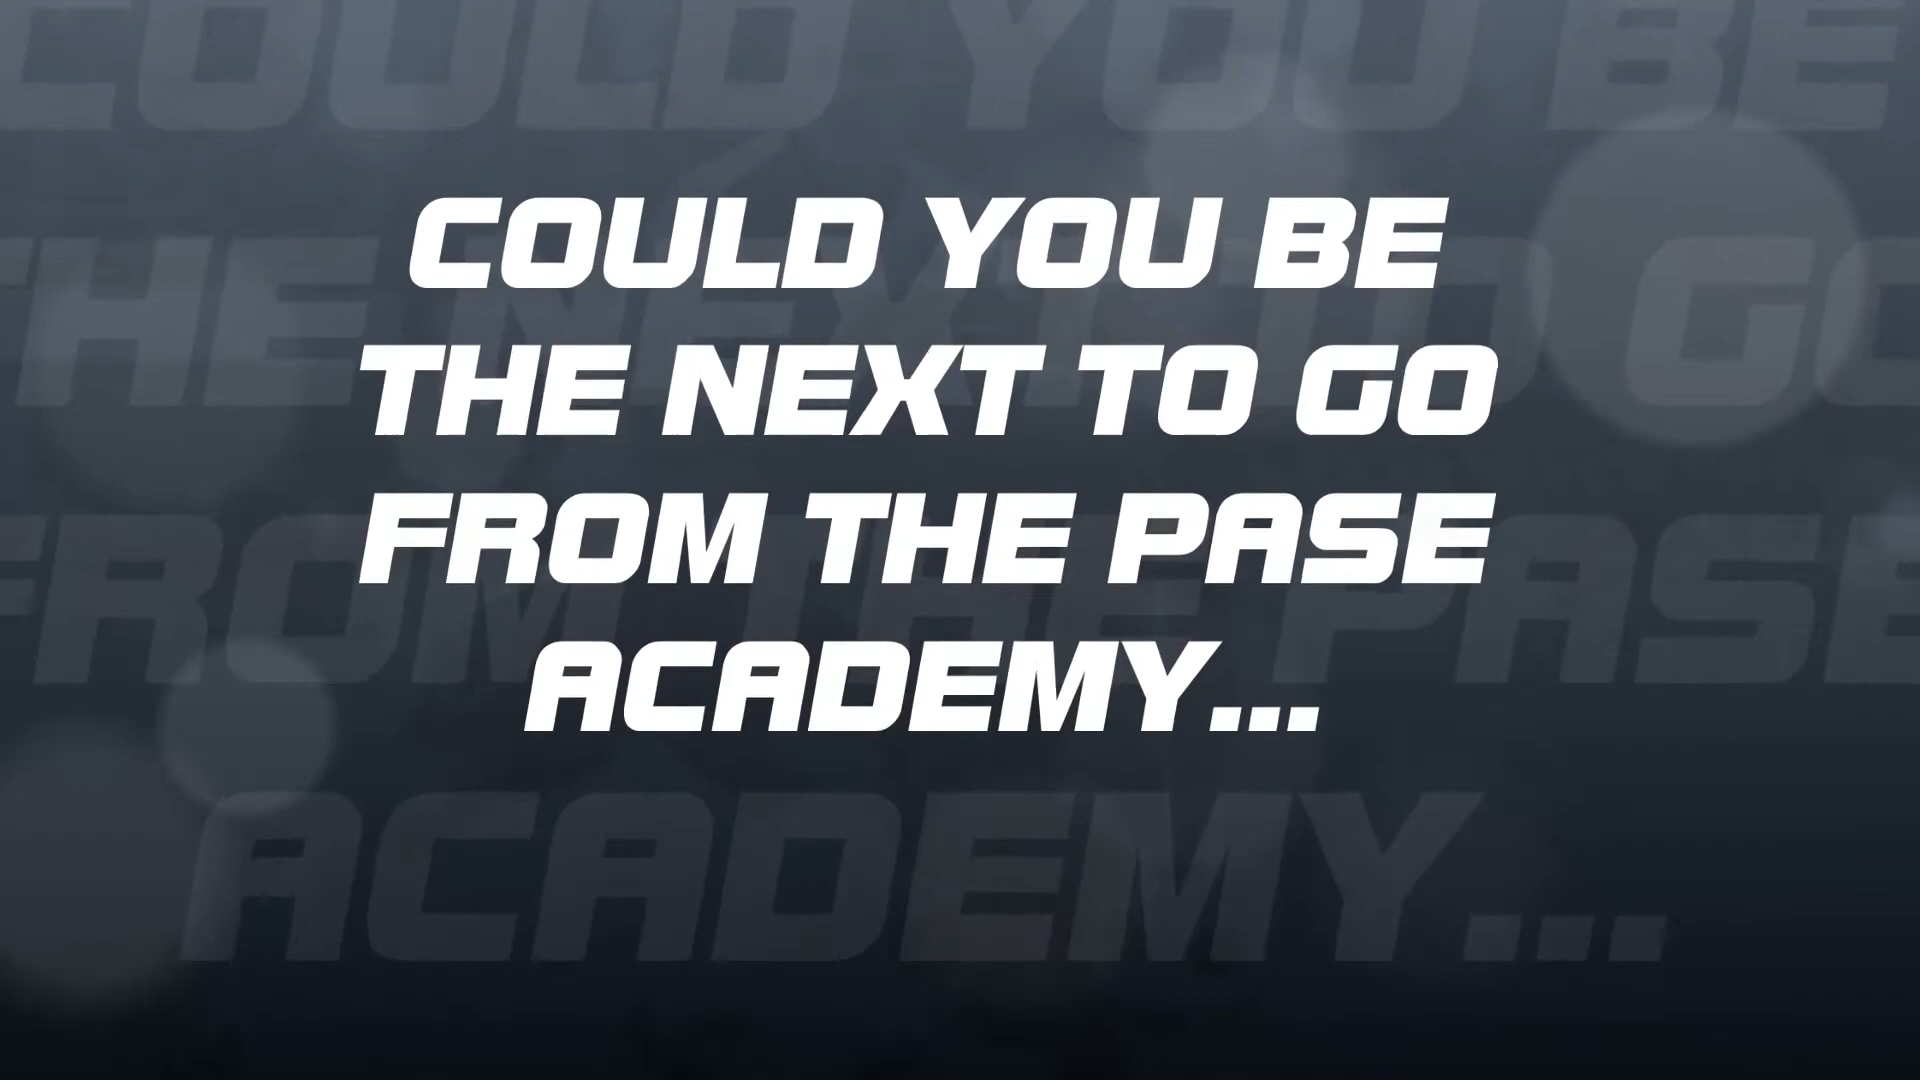 COULD YOU BE
THE NEXT TO GO
FROM THE PASE
ACADEMY...